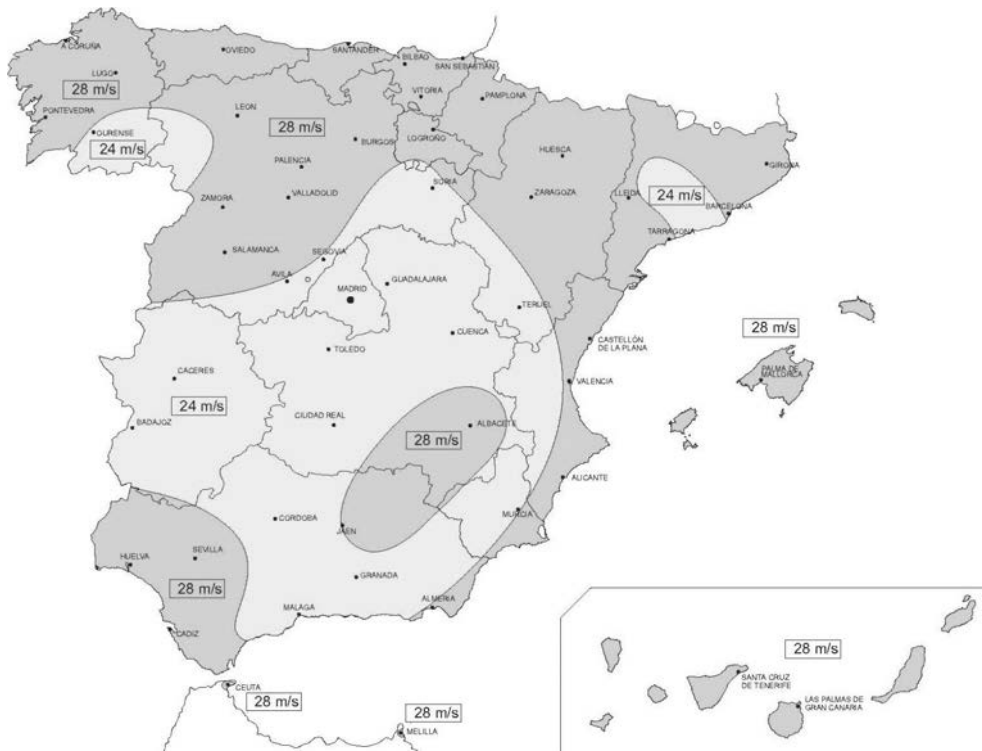 A CORUÑA
OVIEDO
SANTANDER
BILBAO
SAN SEBASTIÁN
LUGO
28 m/s
VITORIA
PAMPLONA
PONTEVEDRA
LEON
28 m/s
OURENSE
24 m/s
BURGOS
LOGROÑO
HUESCA
GIRONA
PALENCIA
SORIA
ZAMORA
VALLADOLID
ZARAGOZA
LLEIDA
24 m/s
BARCELONA
TARRAGONA
SALAMANCA
SEGOVIA
AVILA
GUADALAJARA
MADRID
TERUEL
28 m/s
TOLEDO
CUENCA
CASTELLÓN
DE LA PLANA
CACERES
VALENCIA
PALMA DE
MALLORCA
24 m/s
BADAJOZ
CIUDAD REAL
ALBACETE
28 m/s
ALICANTE
CORDOBA
JAEN
MURCIA
HUELVA
SEVILLA
28 m/s
GRANADA
MALAGA
ALMERIA
CADIZ
28 m/s
SANTA CRUZ
DE TENERIFE
LAS PALMAS DE
GRAN CANARIA
CEUTA
28 m/s
28 m/s
MELILLA